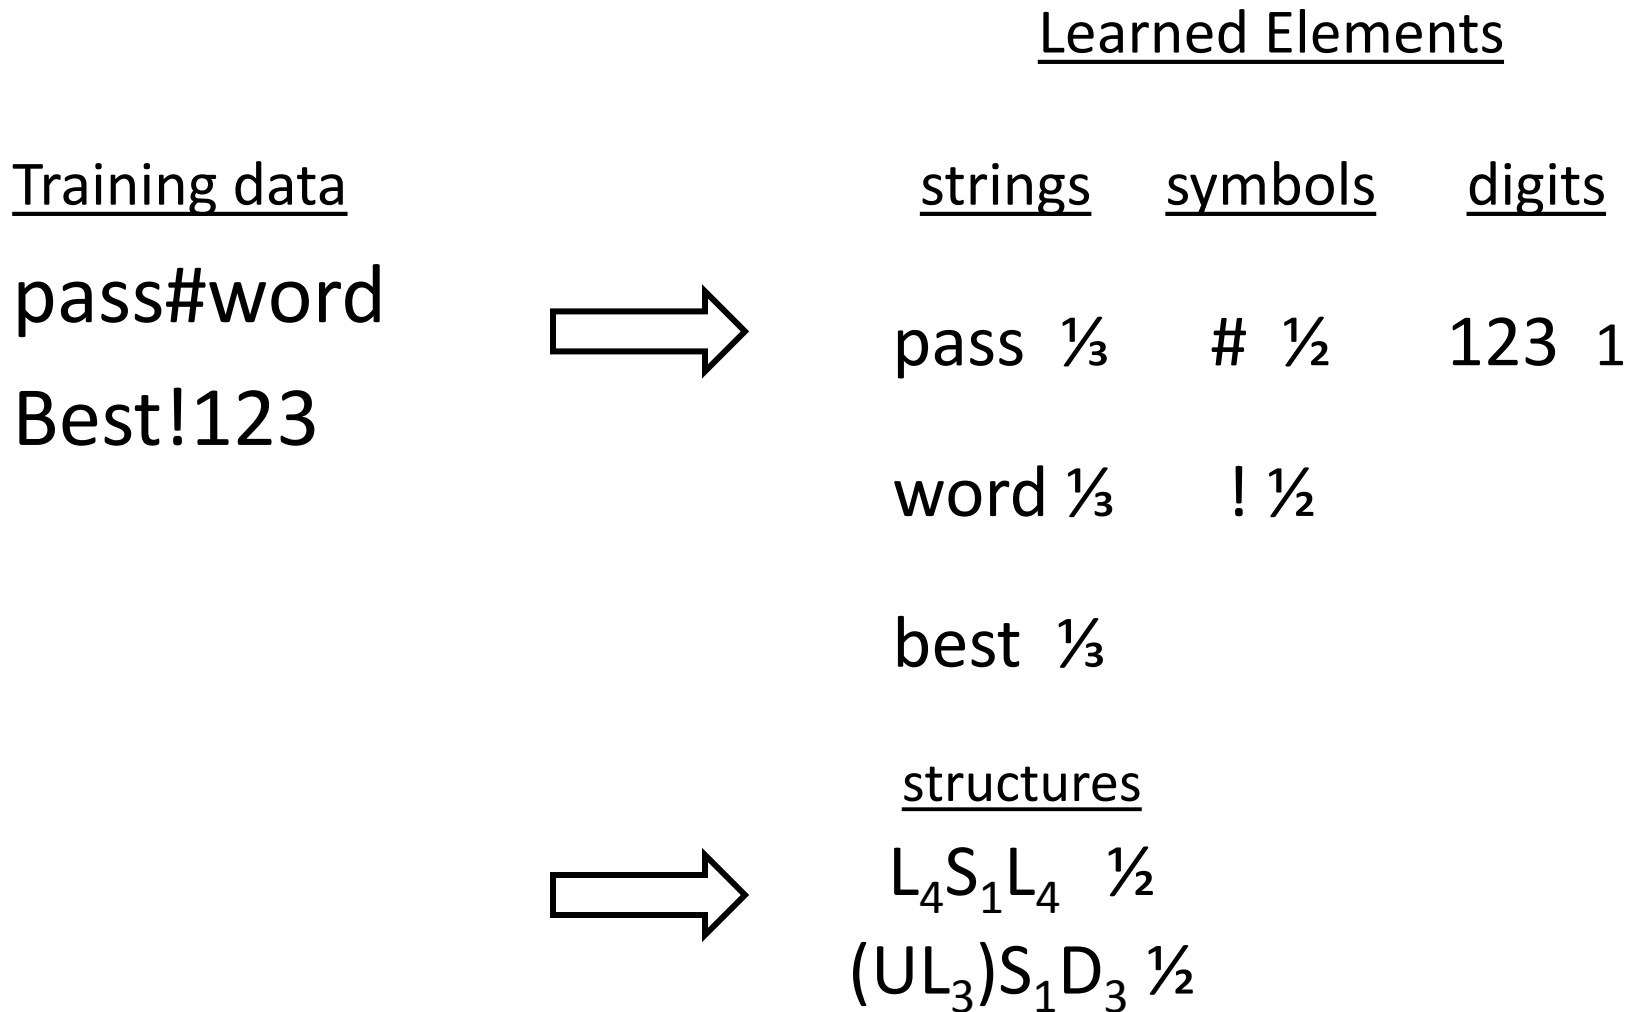 Learned Elements
Training data
strings symbols digits
pass#word
Best!123
pass ⅓ # ½ 123 1
word ⅓ ! ½
best ⅓
structures
L₄S₁L₄ ½
(UL₃)S₁D₃ ½